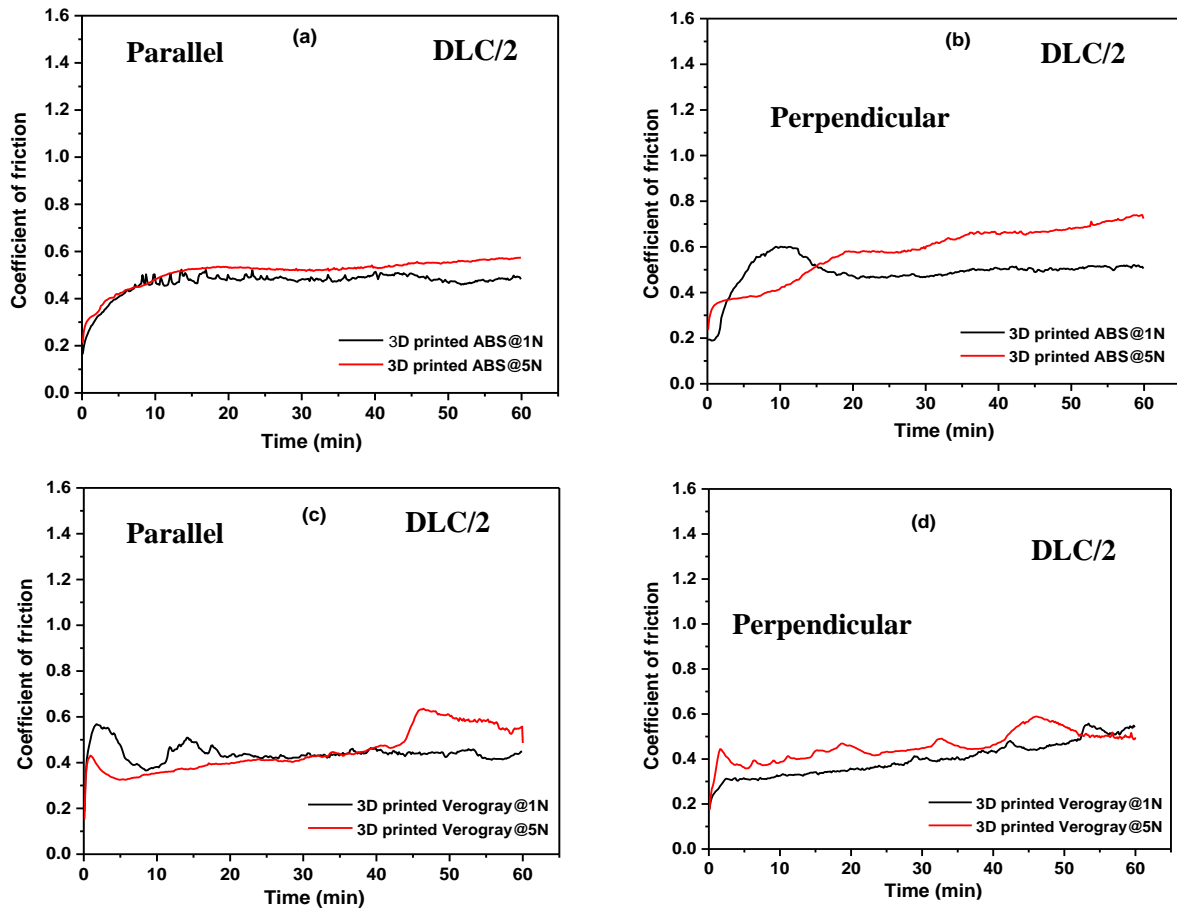 (a)
Parallel
DLC/2
1.6
1.4
1.2
1.0
0.8
0.6
0.4
0.2
0.0
Coefficient of friction
3D printed ABS@1N
3D printed ABS@5N
0 10 20 30 40 50 60
Time (min)
(b)
DLC/2
Perpendicular
1.6
1.4
1.2
1.0
0.8
0.6
0.4
0.2
0.0
Coefficient of friction
3D printed ABS@1N
3D printed ABS@5N
0 10 20 30 40 50 60
Time (min)
(c)
Parallel
DLC/2
1.6
1.4
1.2
1.0
0.8
0.6
0.4
0.2
0.0
Coefficient of friction
3D printed Verogray@1N
3D printed Verogray@5N
0 10 20 30 40 50 60
Time (min)
(d)
DLC/2
Perpendicular
1.6
1.4
1.2
1.0
0.8
0.6
0.4
0.2
0.0
Coefficient of friction
3D printed Verogray@1N
3D printed Verogray@5N
0 10 20 30 40 50 60
Time (min)